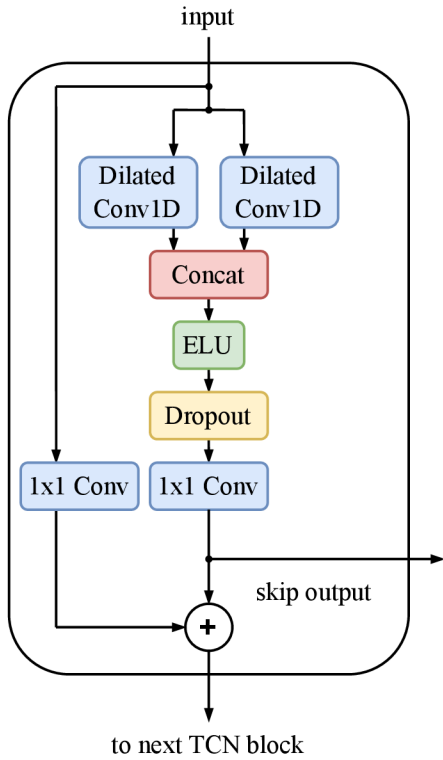 input
Dilated
Conv1D
Dilated
Conv1D
Concat
ELU
Dropout
1x1 Conv
1x1 Conv
skip output
+
to next TCN block